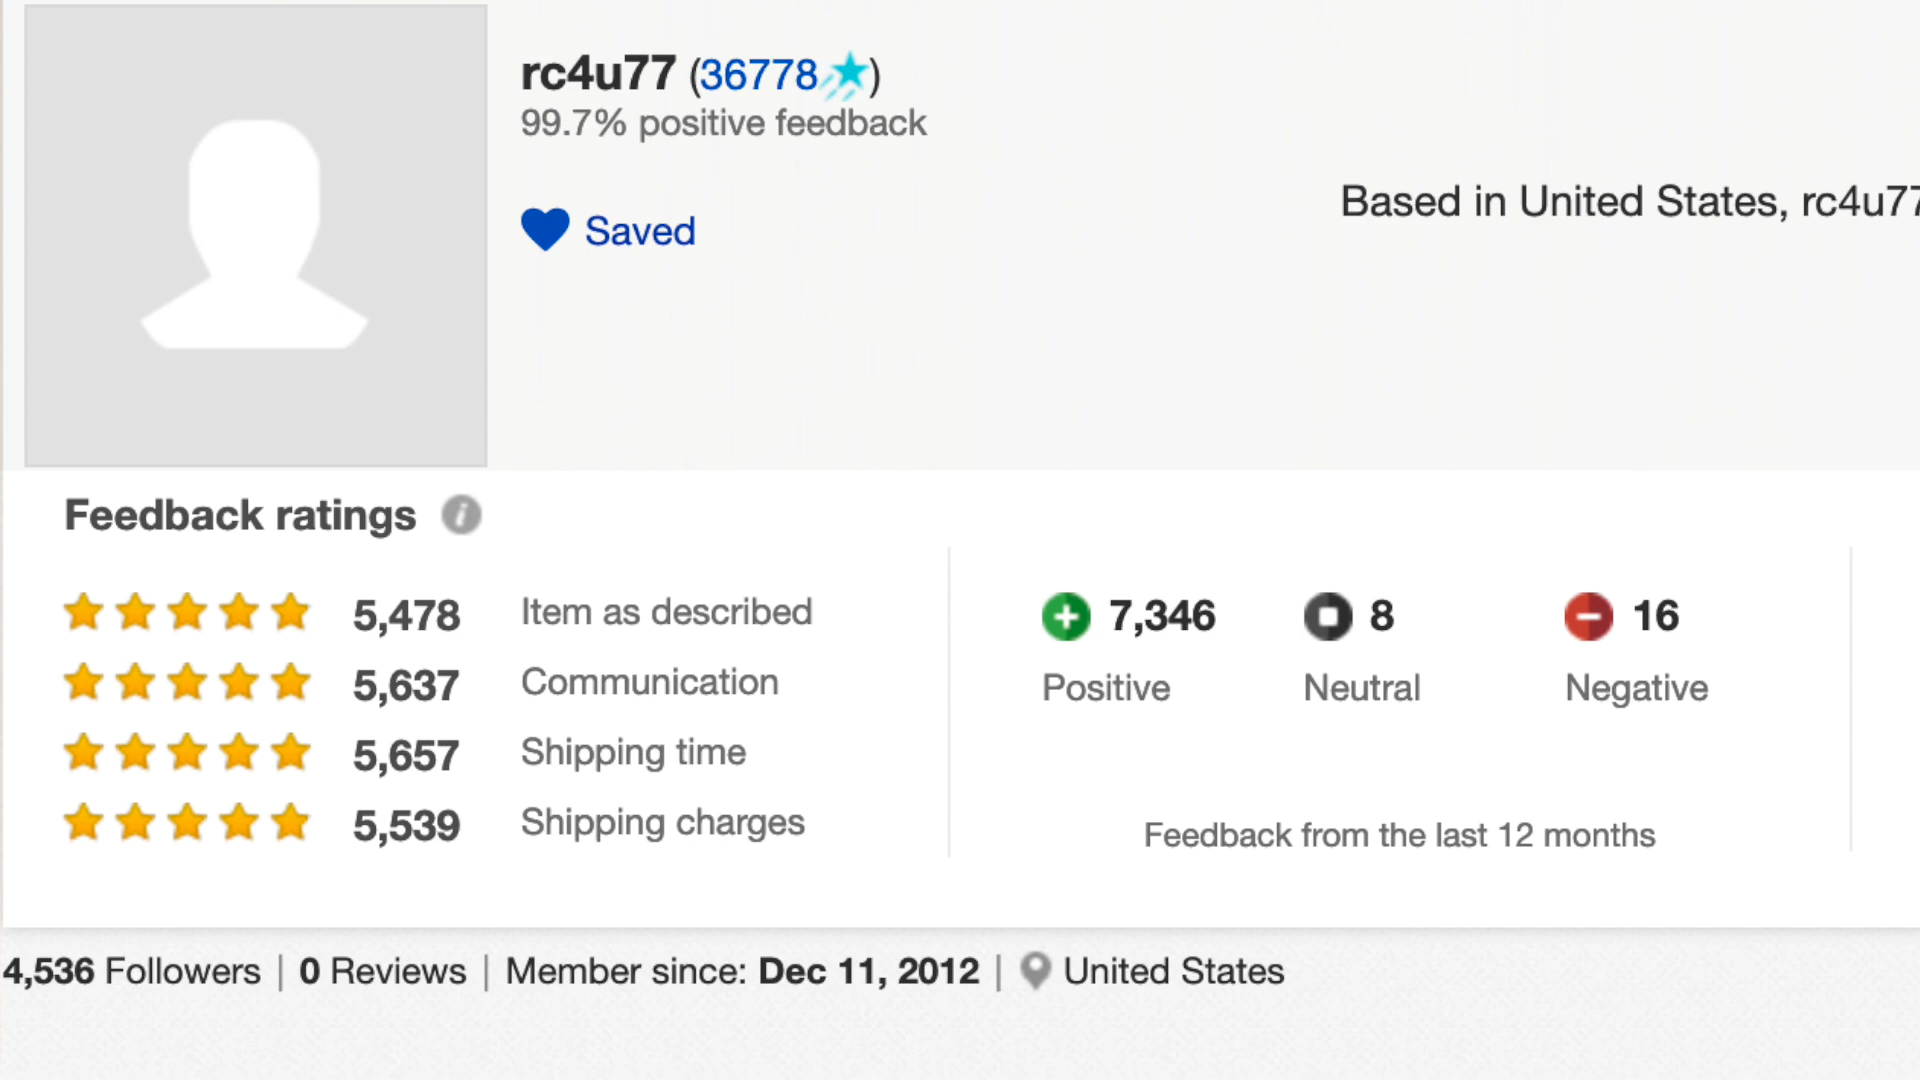 rc4u77 (36778)
99.7% positive feedback
Saved
Based in United States, rc4u77
Feedback ratings
5,478 Item as described
5,637 Communication
5,657 Shipping time
5,539 Shipping charges
7,346 8 16
Positive Neutral Negative
Feedback from the last 12 months
4,536 Followers | 0 Reviews | Member since: Dec 11, 2012 | United States